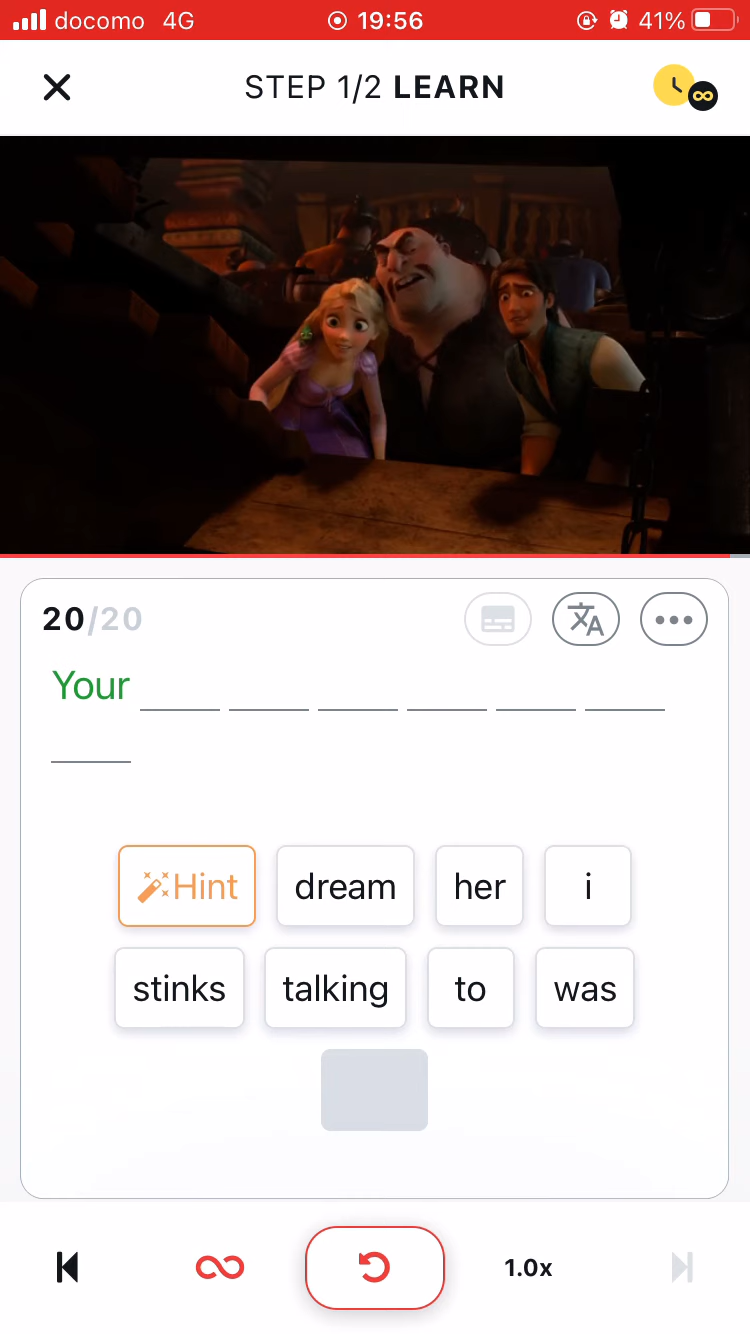 docomo 4G 19:56 41%
STEP 1/2 LEARN
20/20
Your
Hint dream her i
stinks talking to was
1.0x